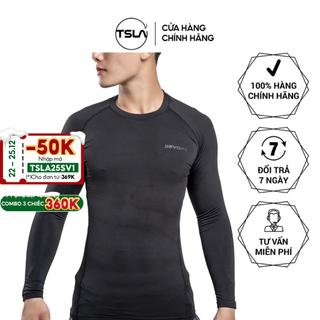 TSLA
CỬA HÀNG
CHÍNH HÃNG
100% HÀNG
CHÍNH HÃNG
7
ĐỔI TRẢ
7 NGÀY
TƯ VẤN
MIỄN PHÍ
22 - 25.12
-50K
Nhập mã
TSLA25SV1
(*)Cho đơn từ 369K
COMBO 3 CHIẾC 360K